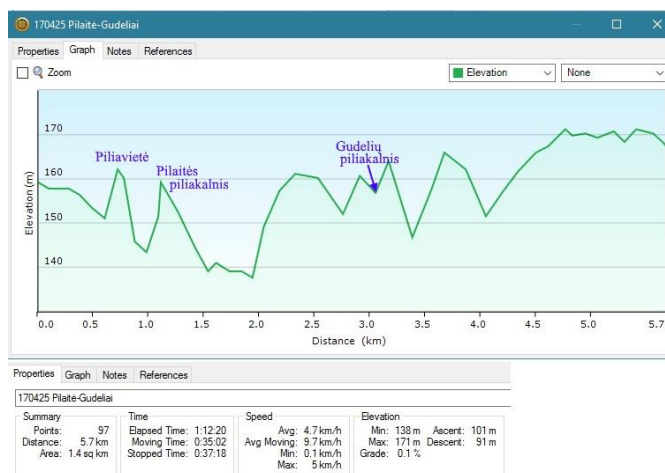 170425 Pilaitė-Gudeliai
Properties Graph Notes References
Zoom
Elevation
None
Elevation (m)
170
160
150
140
Piliavietė
Pilaitės
piliakalnis
Gudelių
piliakalnis
0.0 0.5 1.0 1.5 2.0 2.5 3.0 3.5 4.0 4.5 5.0 5.7
Distance (km)
Properties Graph Notes References
170425 Pilaitė-Gudeliai
Summary
Points: 97
Distance: 5.7 km
Area: 1.4 sq km
Time
Elapsed Time: 1:12:20
Moving Time: 0:35:02
Stopped Time: 0:37:18
Speed
Avg: 4.7 km/h
Avg Moving: 9.7 km/h
Min: 0.1 km/h
Max: 5 km/h
Elevation
Min: 138 m Ascent: 101 m
Max: 171 m Descent: 91 m
Grade: 0.1 %